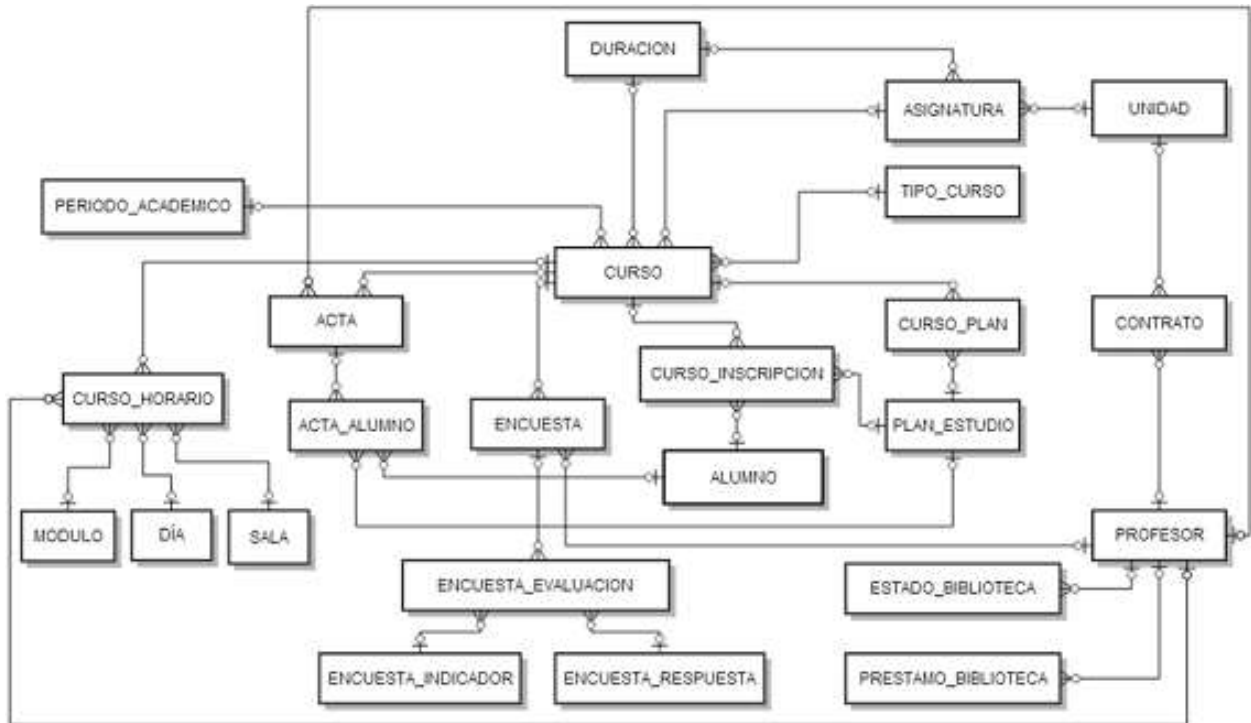 DURACION
ASIGNATURA
UNIDAD
PERIODO_ACADEMICO
TIPO_CURSO
CURSO
ACTA
CURSO_PLAN
CONTRATO
CURSO_INSCRIPCION
CURSO_HORARIO
ACTA_ALUMNO
ENCUESTA
PLAN_ESTUDIO
ALUMNO
MODULO
DÍA
SALA
PROFESOR
ENCUESTA_EVALUACION
ESTADO_BIBLIOTECA
ENCUESTA_INDICADOR
ENCUESTA_RESPUESTA
PRESTAMO_BIBLIOTECA